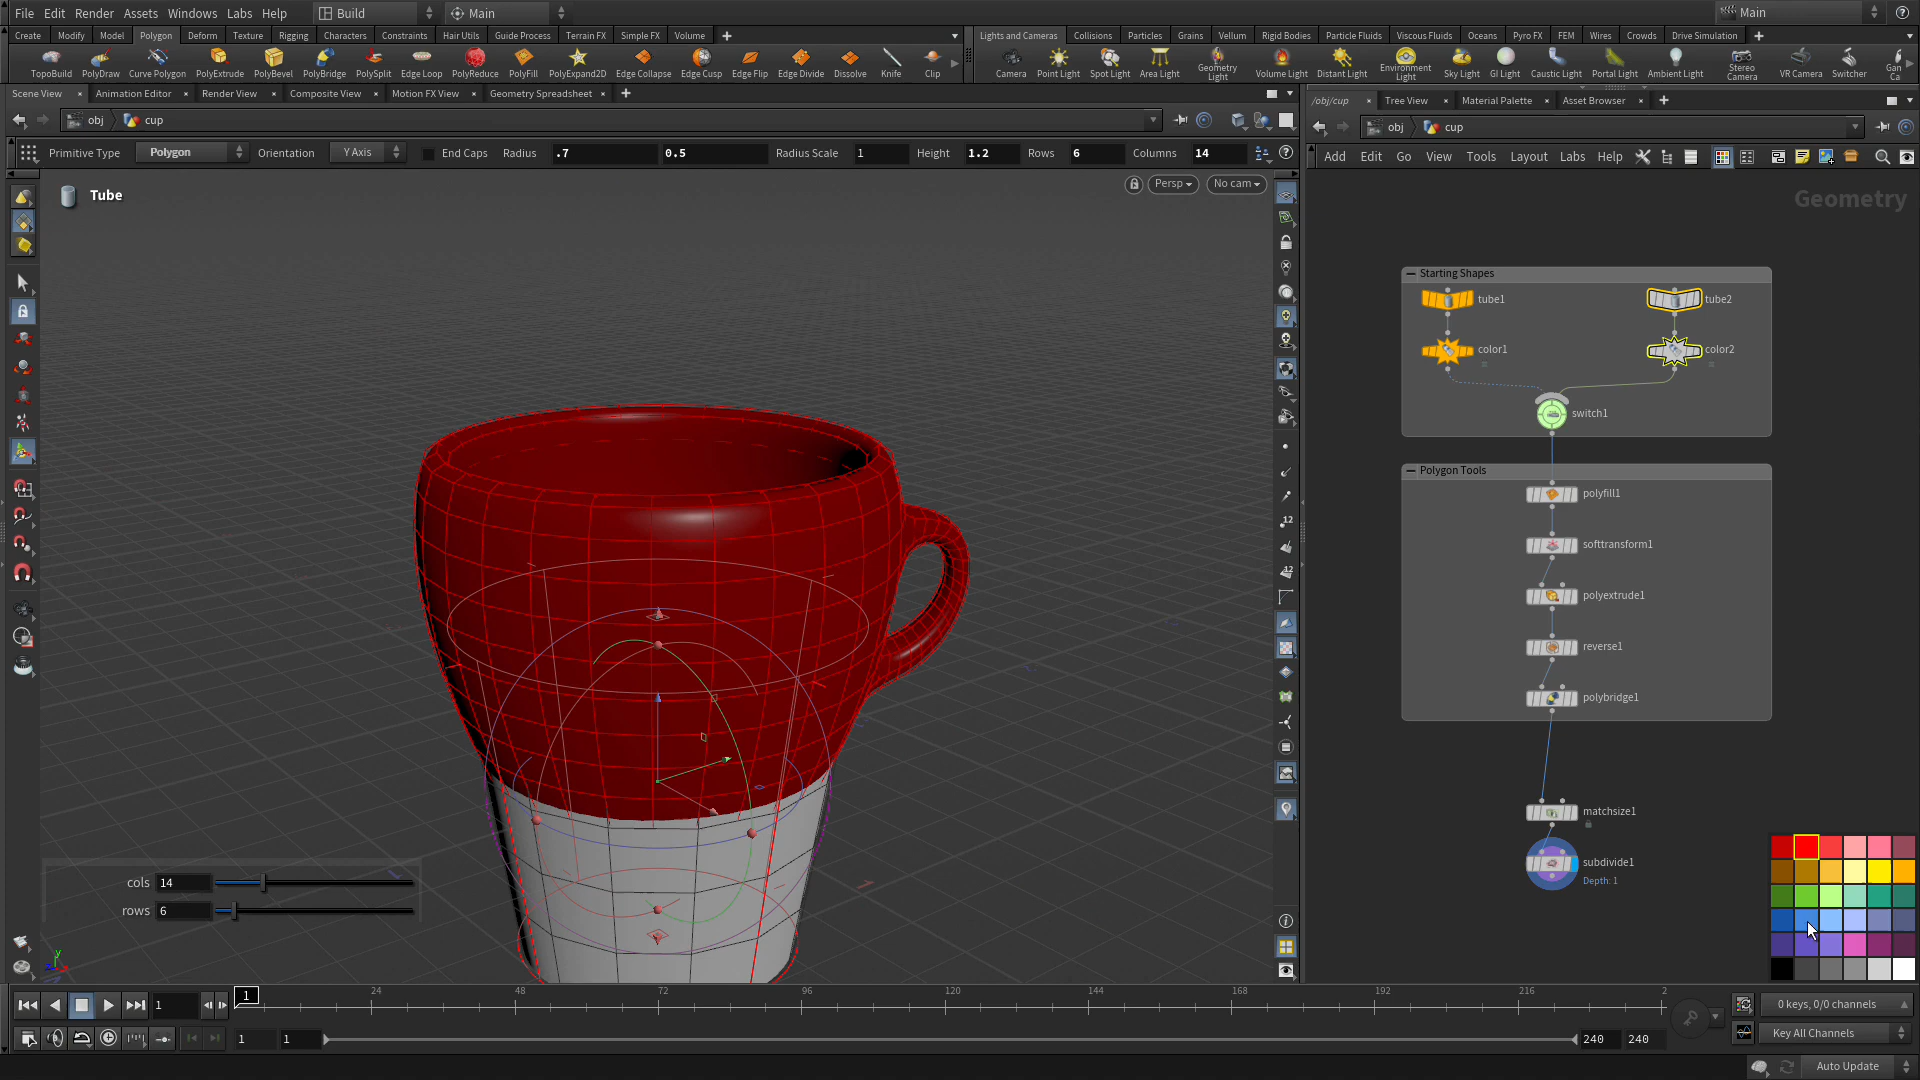 File Edit Render Assets Windows Labs Help Build Main Main
Create Modify Model Polygon Deform Texture Rigging Characters Constraints Hair Utils Guide Process Terrain FX Simple FX Volume
Lights and Cameras Collisions Particles Grains Vellum Rigid Bodies Particle Fluids Viscous Fluids Oceans Pyro FX FEM Wires Crowds Drive Simulation
TopoBuild PolyDraw Curve Polygon PolyExtrude PolyBevel PolyBridge PolySplit Edge Loop PolyReduce PolyFill PolyExpand2D Edge Collapse Edge Cusp Edge Flip Edge Divide Dissolve Knife Clip
Camera Point Light Spot Light Area Light Geometry Light Volume Light Distant Light Environment Light Sky Light GI Light Caustic Light Portal Light Ambient Light Stereo Camera VR Camera Switcher Gan Ca
Scene View Animation Editor Render View Composite View Motion FX View Geometry Spreadsheet
/obj/cup Tree View Material Palette Asset Browser
obj cup
obj cup
Primitive Type Polygon Orientation Y Axis End Caps Radius .7 0.5 Radius Scale 1 Height 1.2 Rows 6 Columns 14
Add Edit Go View Tools Layout Labs Help
Tube
Persp No cam
Geometry
Starting Shapes
tube1 tube2
color1 color2
switch1
Polygon Tools
polyfill1
softtransform1
polyextrude1
reverse1
polybridge1
matchsize1
subdivide1
Depth: 1
12
12
cols 14
rows 6
y
1 1 24 48 72 96 120 144 168 192 216 2
0 keys, 0/0 channels
1 1 240 240
Key All Channels
Auto Update